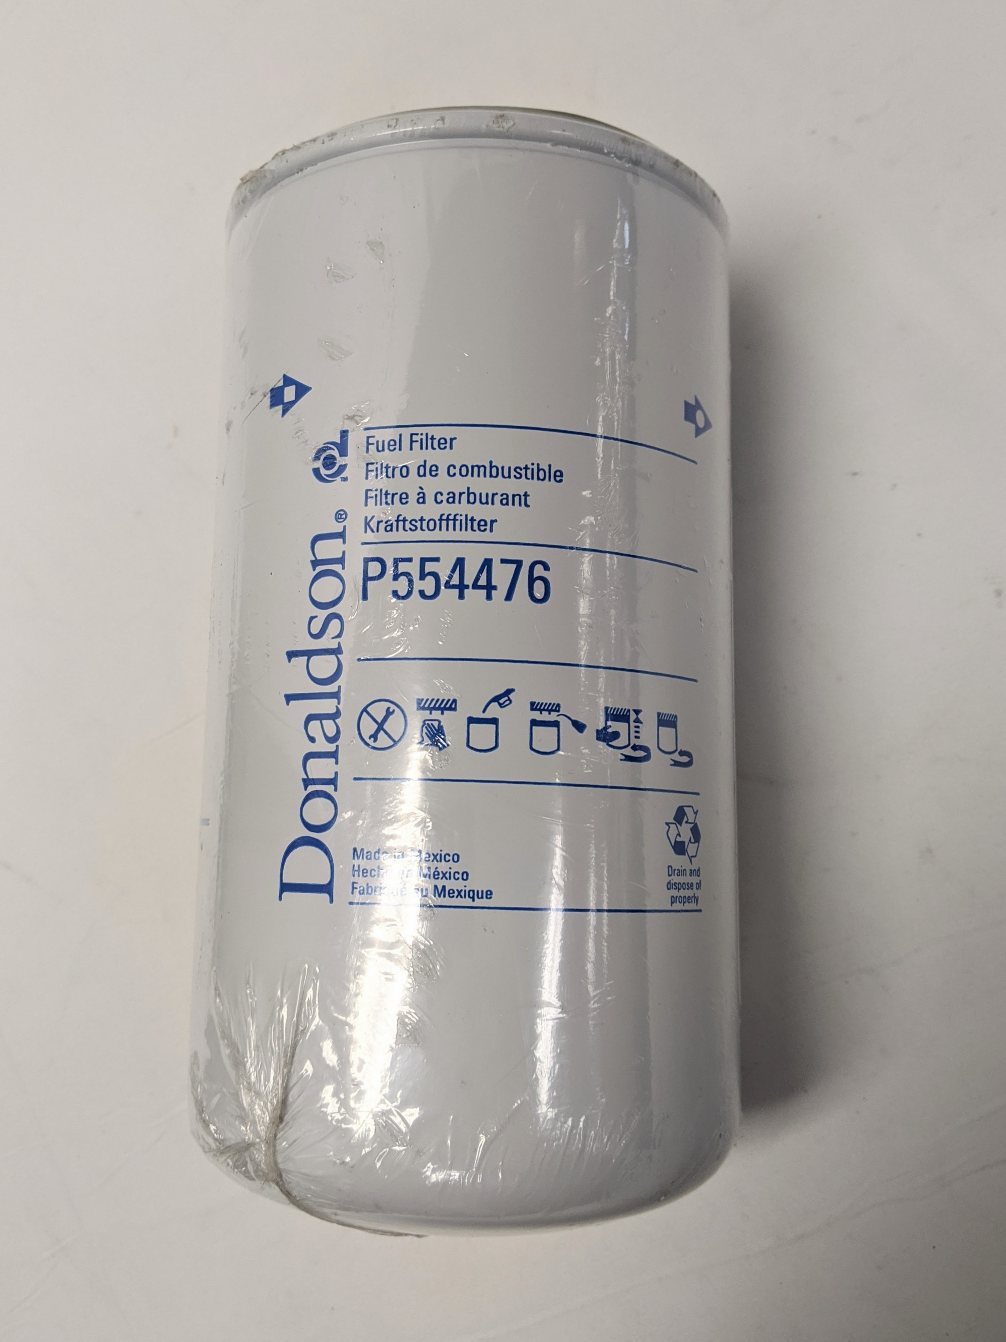 Donaldson®
Fuel Filter
Filtro de combustible
Filtre à carburant
Kraftstofffilter
P554476
Made in Mexico
Hecho en México
Fabriqué au Mexique
Drain and
dispose of
properly